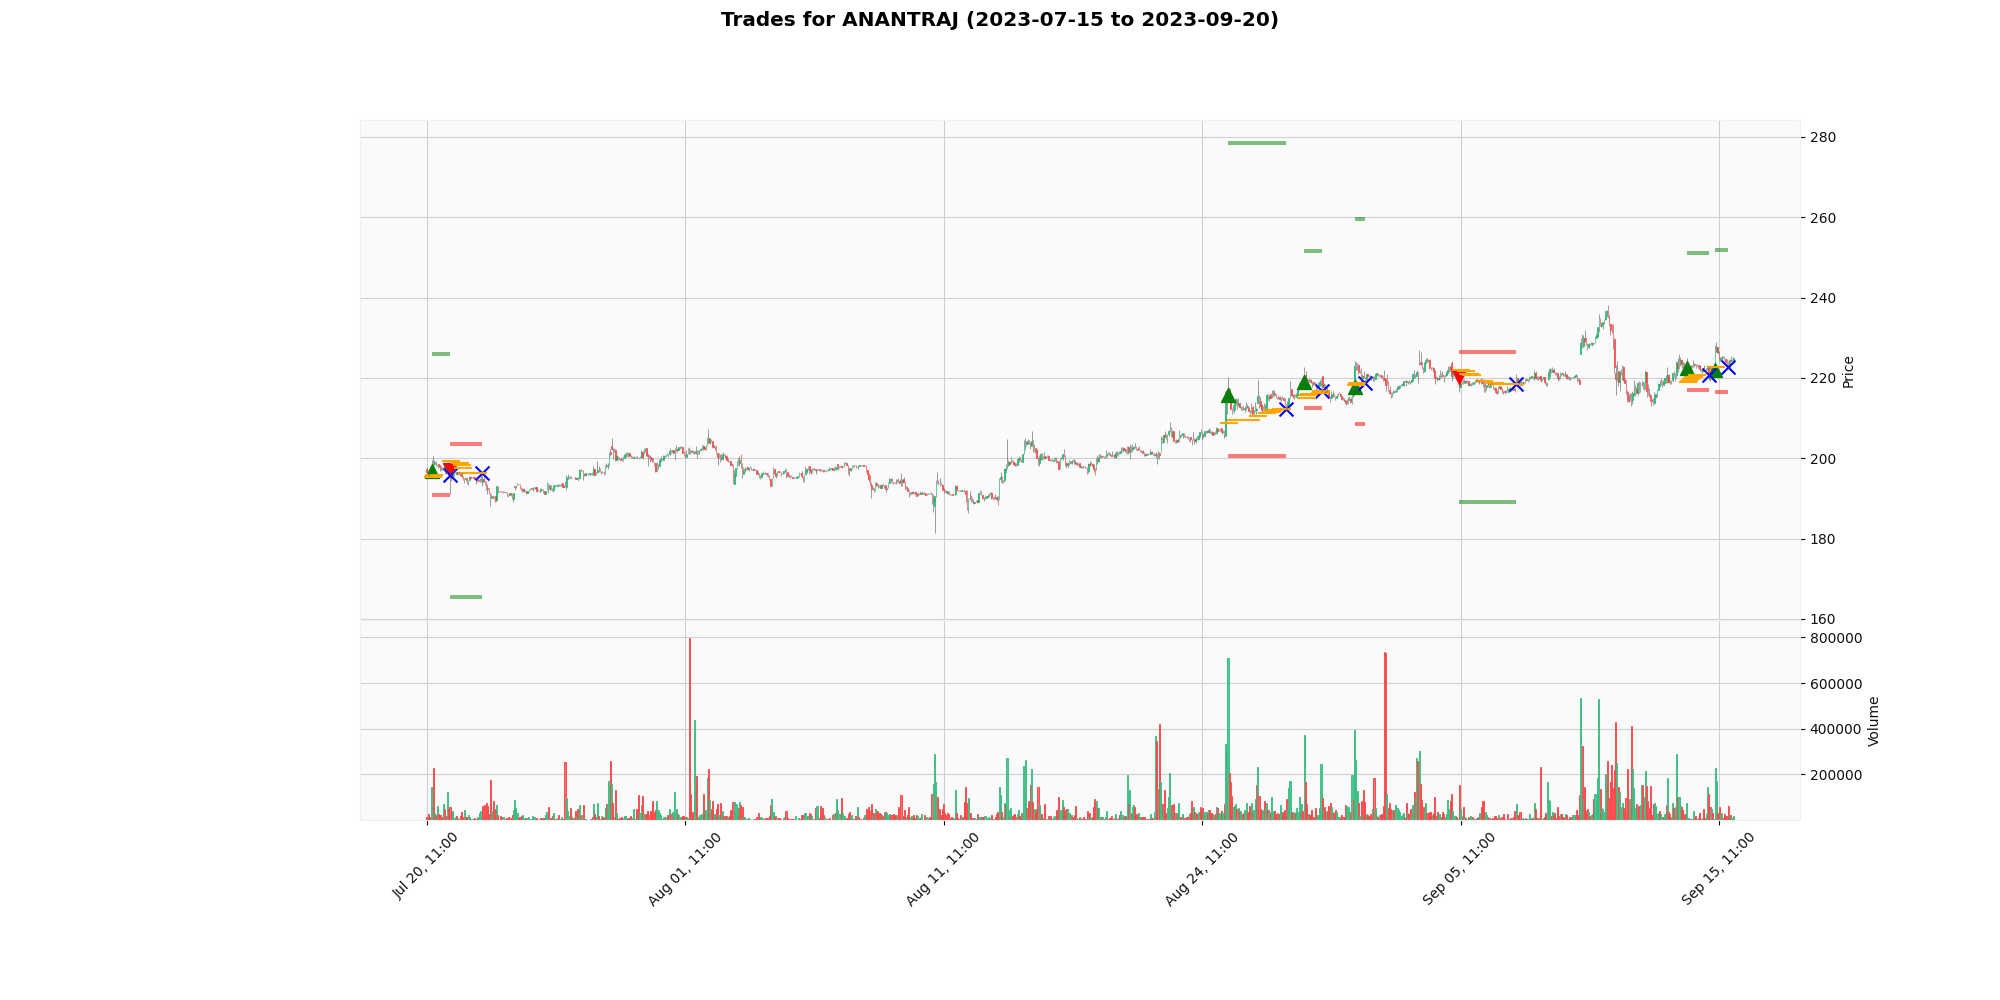 Trades for ANANTRAJ (2023-07-15 to 2023-09-20)
280
260
240
220
200
180
160
Price
800000
600000
400000
200000
Volume
Jul 20, 11:00
Aug 01, 11:00
Aug 11, 11:00
Aug 24, 11:00
Sep 05, 11:00
Sep 15, 11:00